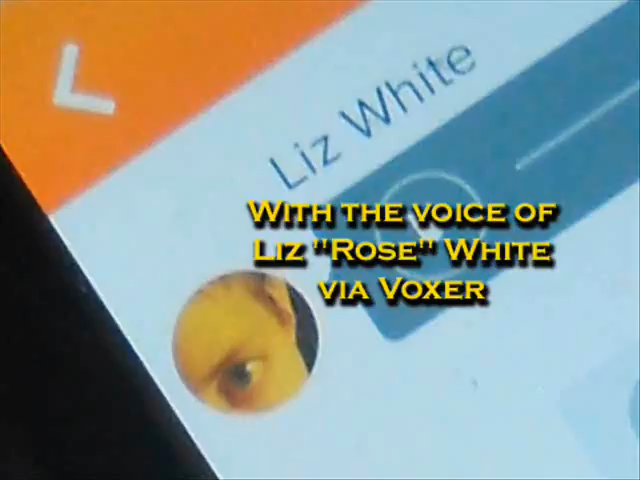 Liz White
WITH THE VOICE OF
LIZ "ROSE" WHITE
VIA VOXER